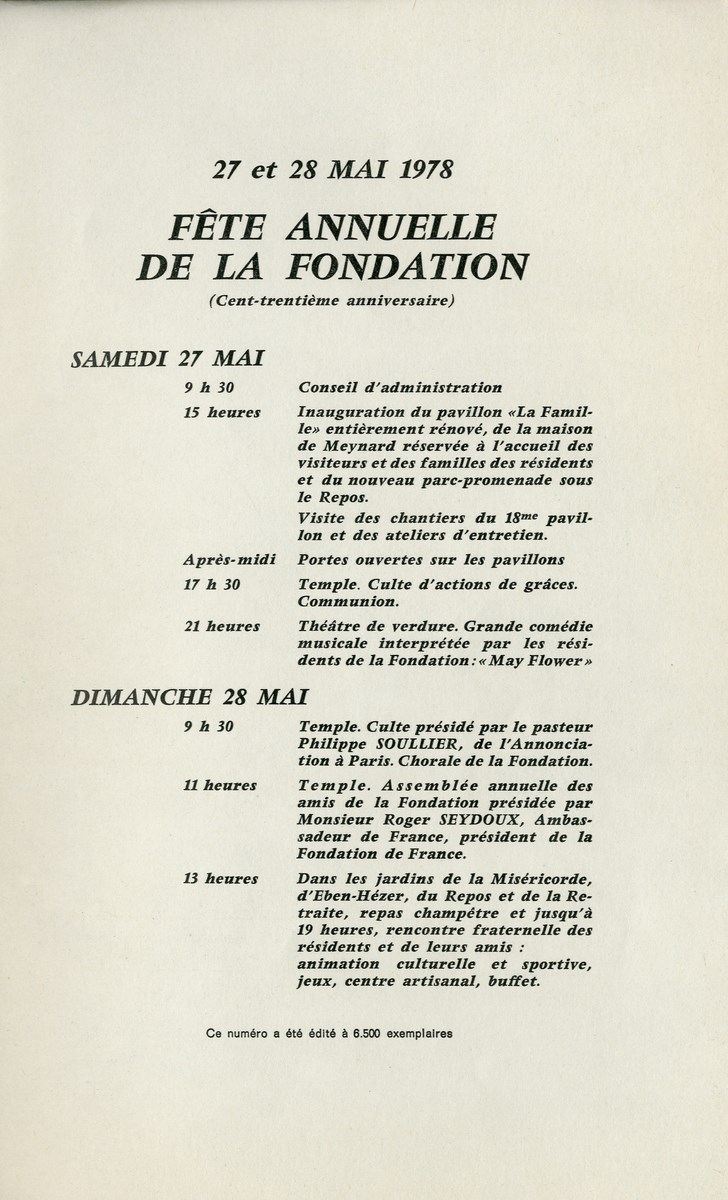 27 et 28 MAI 1978
FÊTE ANNUELLE
DE LA FONDATION
(Cent-trentième anniversaire)
SAMEDI 27 MAI
9 h 30 Conseil d'administration
15 heures Inauguration du pavillon «La Famil-
le» entièrement rénové, de la maison
de Meynard réservée à l'accueil des
visiteurs et des familles des résidents
et du nouveau parc-promenade sous
le Repos.
Visite des chantiers du 18me pavil-
lon et des ateliers d'entretien.
Après-midi Portes ouvertes sur les pavillons
17 h 30 Temple. Culte d'actions de grâces.
Communion.
21 heures Théâtre de verdure. Grande comédie
musicale interprétée par les rési-
dents de la Fondation : « May Flower »
DIMANCHE 28 MAI
9 h 30 Temple. Culte présidé par le pasteur
Philippe SOULLIER, de l'Annoncia-
tion à Paris. Chorale de la Fondation.
11 heures Temple. Assemblée annuelle des
amis de la Fondation présidée par
Monsieur Roger SEYDOUX, Ambas-
sadeur de France, président de la
Fondation de France.
13 heures Dans les jardins de la Miséricorde,
d'Eben-Hézer, du Repos et de la Re-
traite, repas champétre et jusqu'à
19 heures, rencontre fraternelle des
résidents et de leurs amis :
animation culturelle et sportive,
jeux, centre artisanal, buffet.
Ce numéro a été édité à 6.500 exemplaires